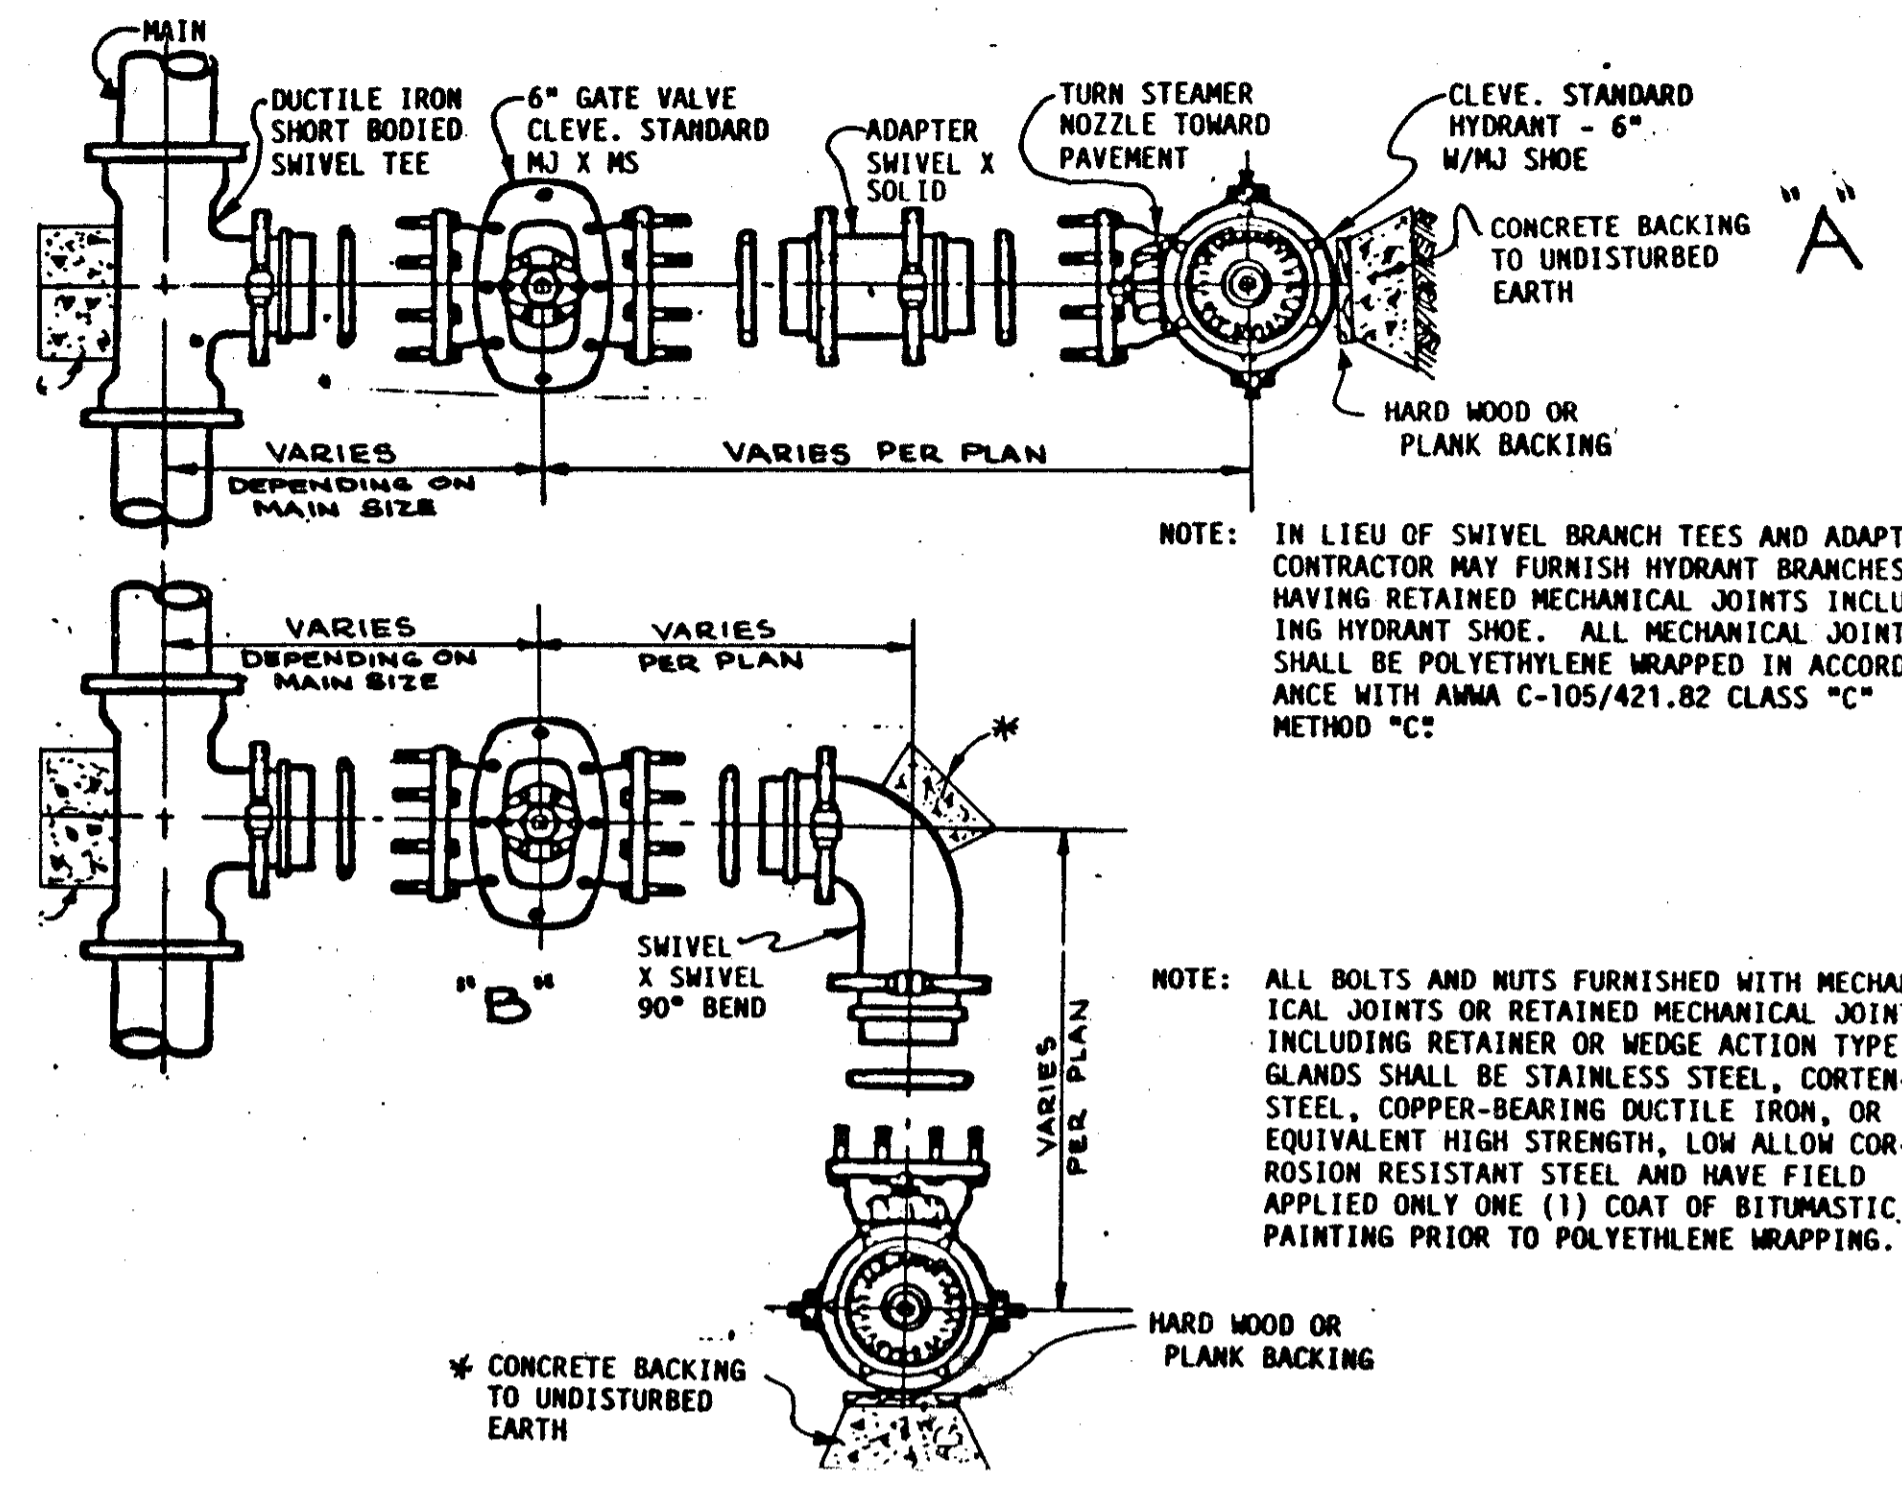 MAIN
DUCTILE IRON
SHORT BODIED
SWIVEL TEE
6" GATE VALVE
CLEVE. STANDARD
MJ X MS
ADAPTER
SWIVEL X
SOLID
TURN STEAMER
NOZZLE TOWARD
PAVEMENT
CLEVE. STANDARD
HYDRANT - 6"
W/MJ SHOE
"A"
CONCRETE BACKING
TO UNDISTURBED
EARTH
HARD WOOD OR
PLANK BACKING
VARIES
DEPENDING ON
MAIN SIZE
VARIES PER PLAN
NOTE: IN LIEU OF SWIVEL BRANCH TEES AND ADAPT
CONTRACTOR MAY FURNISH HYDRANT BRANCHES
HAVING RETAINED MECHANICAL JOINTS INCLU
ING HYDRANT SHOE. ALL MECHANICAL JOINT
SHALL BE POLYETHYLENE WRAPPED IN ACCORD
ANCE WITH AWWA C-105/421.82 CLASS "C"
METHOD "C".
VARIES
DEPENDING ON
MAIN SIZE
VARIES
PER PLAN
*
SWIVEL
X SWIVEL
90° BEND
"B"
VARIES
PER PLAN
NOTE: ALL BOLTS AND NUTS FURNISHED WITH MECHAN
ICAL JOINTS OR RETAINED MECHANICAL JOINT
INCLUDING RETAINER OR WEDGE ACTION TYPE
GLANDS SHALL BE STAINLESS STEEL, CORTEN-
STEEL, COPPER-BEARING DUCTILE IRON, OR
EQUIVALENT HIGH STRENGTH, LOW ALLOW COR-
ROSION RESISTANT STEEL AND HAVE FIELD
APPLIED ONLY ONE (1) COAT OF BITUMASTIC
PAINTING PRIOR TO POLYETHLENE WRAPPING.
HARD WOOD OR
PLANK BACKING
* CONCRETE BACKING
TO UNDISTURBED
EARTH